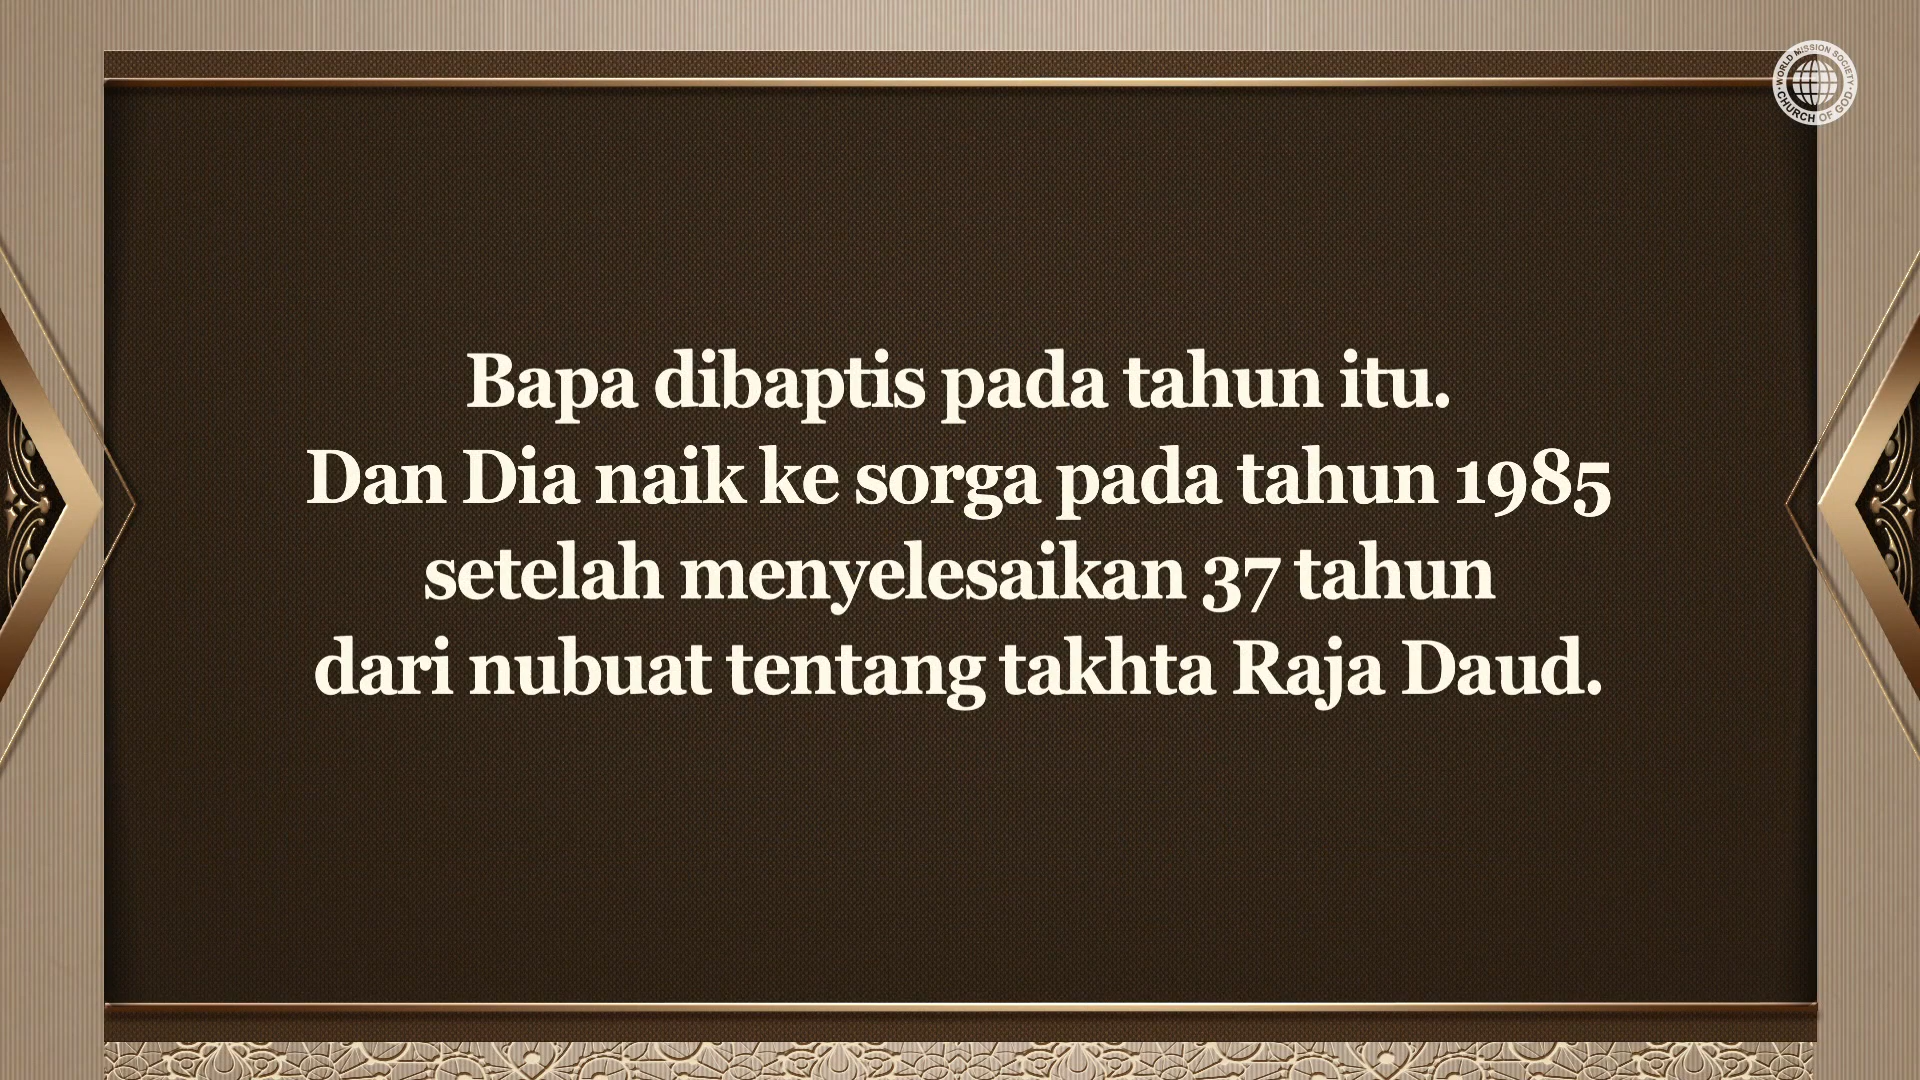 WORLD MISSION SOCIETY
CHURCH OF GOD
Bapa dibaptis pada tahun itu.
Dan Dia naik ke sorga pada tahun 1985
setelah menyelesaikan 37 tahun
dari nubuat tentang takhta Raja Daud.